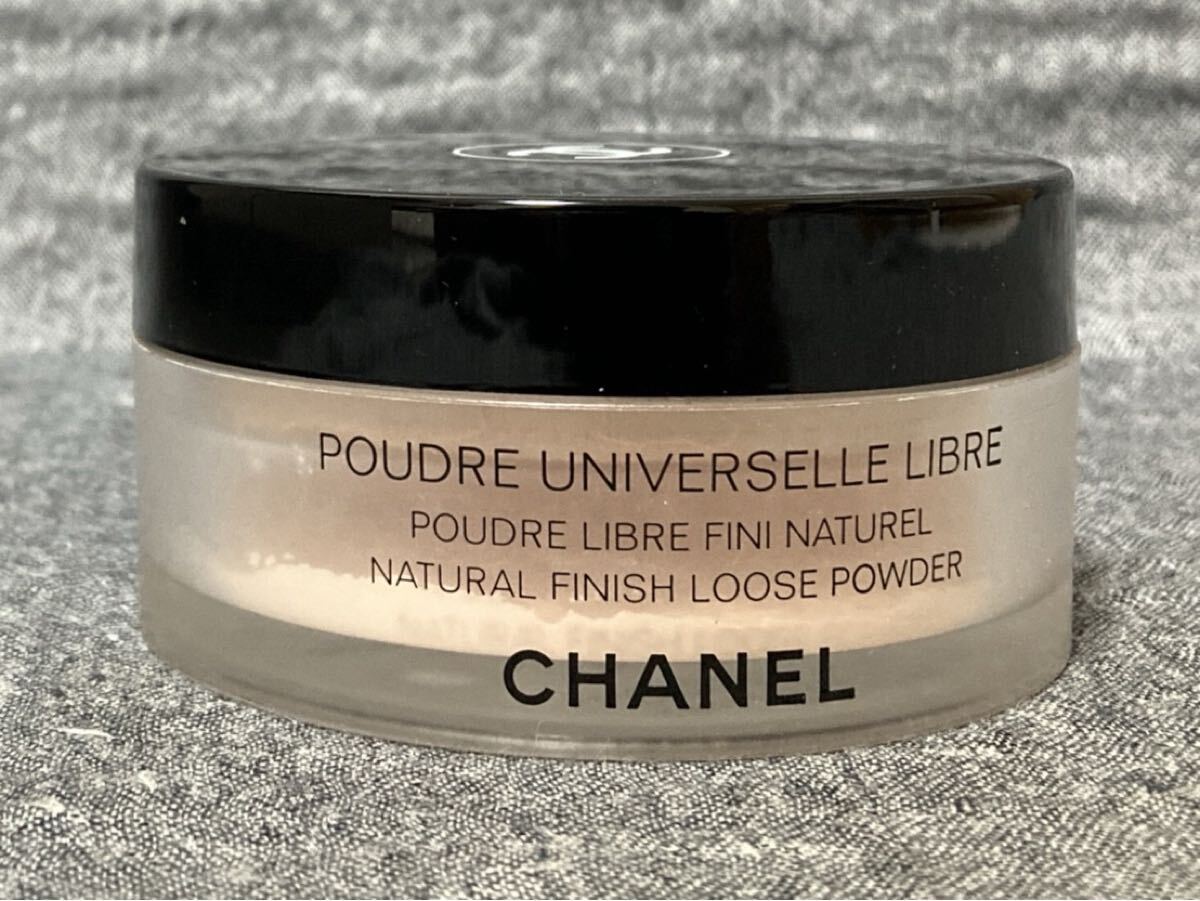 POUDRE UNIVERSELLE LIBRE
POUDRE LIBRE FINI NATUREL
NATURAL FINISH LOOSE POWDER
CHANEL